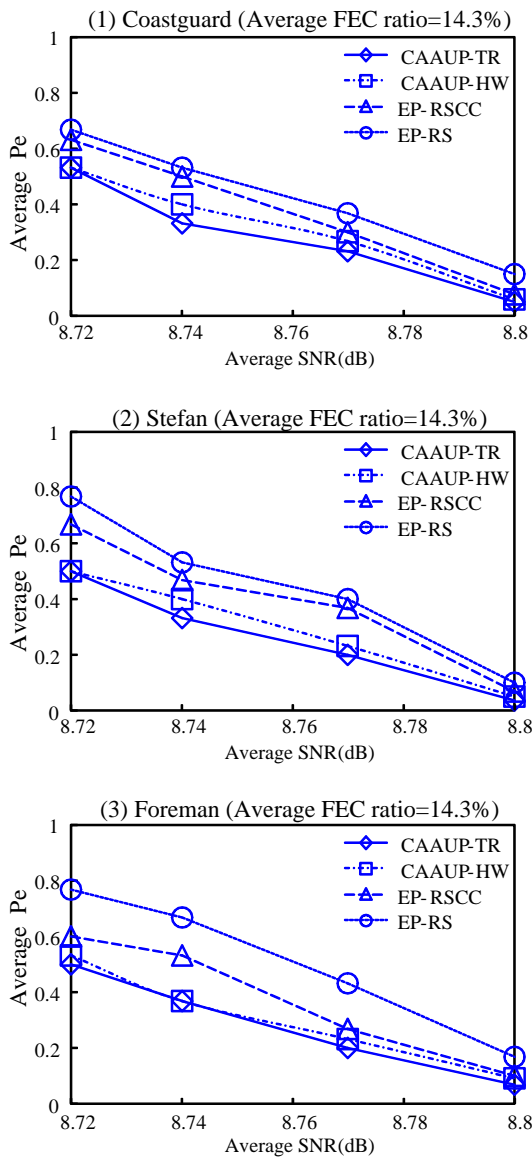 (1) Coastguard (Average FEC ratio=14.3%)
1
CAAUP-TR
0.8
CAAUP-HW
EP-RSCC
0.6
EP-RS
Average Pe
0.4
0.2
0
8.72 8.74 8.76 8.78 8.8
Average SNR(dB)
(2) Stefan (Average FEC ratio=14.3%)
1
CAAUP-TR
0.8
CAAUP-HW
EP-RSCC
0.6
EP-RS
Average Pe
0.4
0.2
0
8.72 8.74 8.76 8.78 8.8
Average SNR(dB)
(3) Foreman (Average FEC ratio=14.3%)
1
CAAUP-TR
0.8
CAAUP-HW
EP-RSCC
0.6
EP-RS
Average Pe
0.4
0.2
0
8.72 8.74 8.76 8.78 8.8
Average SNR(dB)